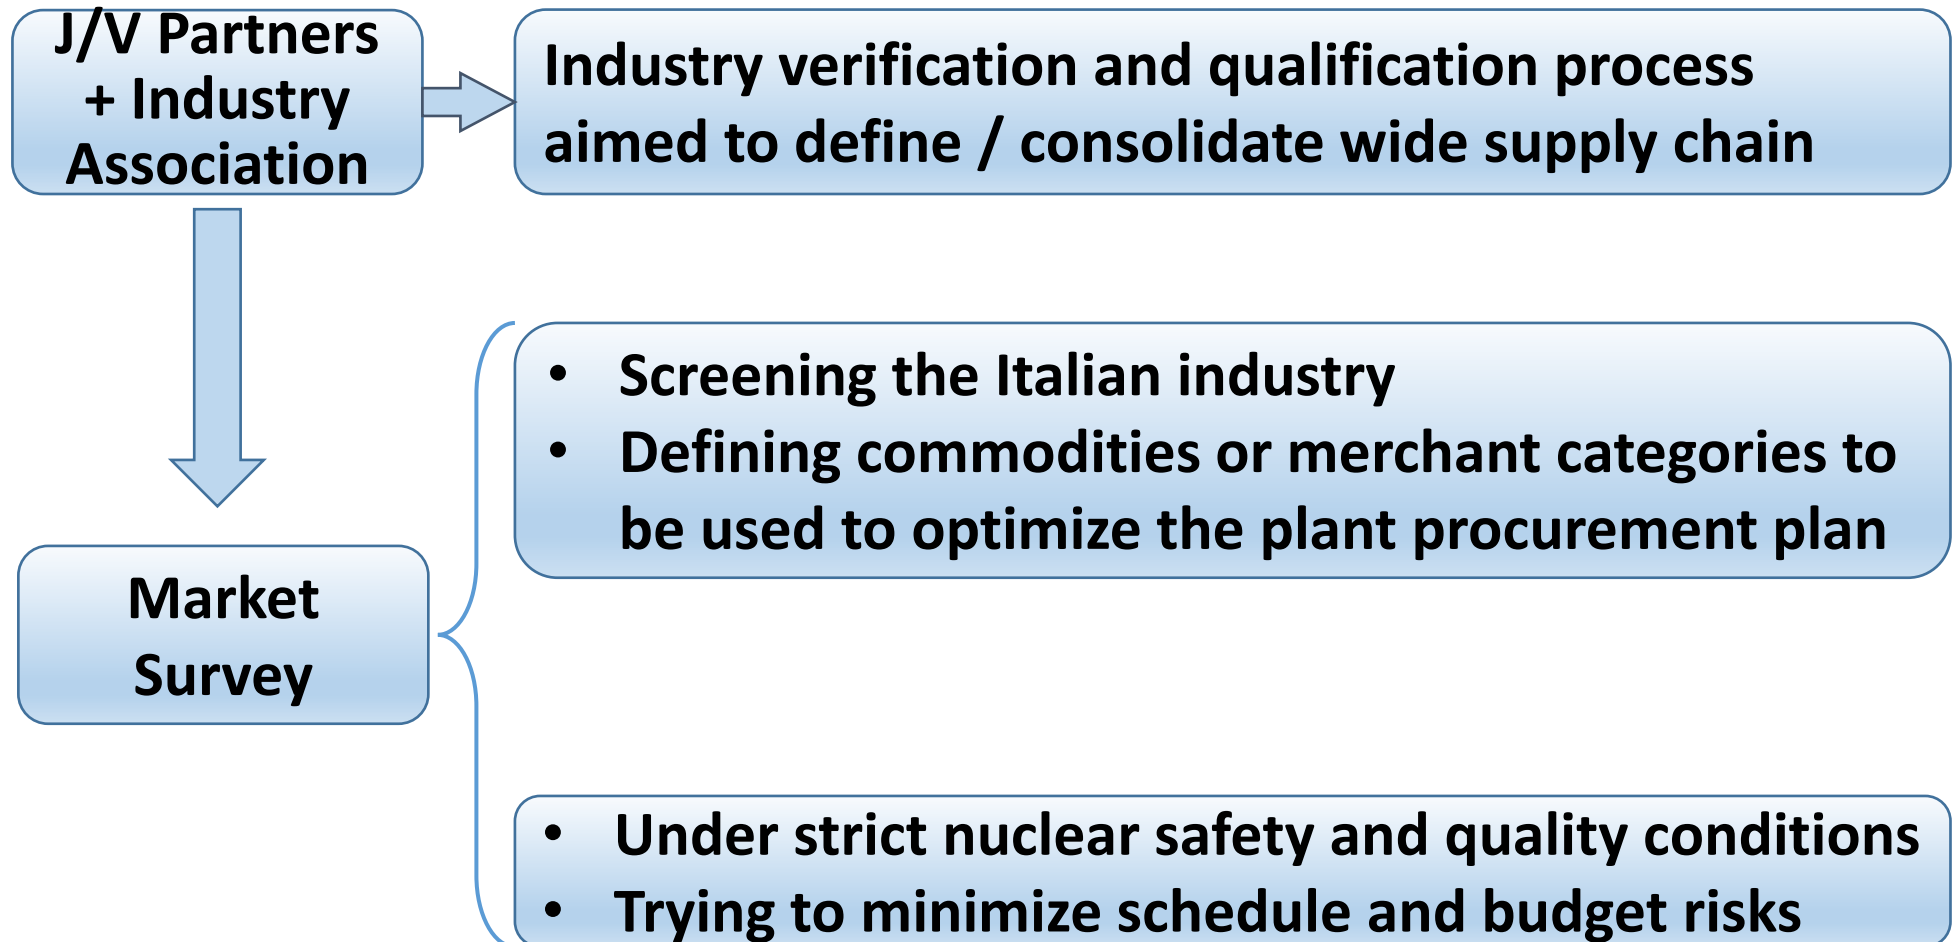 J/V Partners
+ Industry
Association
Industry verification and qualification process
aimed to define / consolidate wide supply chain
• Screening the Italian industry
• Defining commodities or merchant categories to
be used to optimize the plant procurement plan
Market
Survey
• Under strict nuclear safety and quality conditions
• Trying to minimize schedule and budget risks